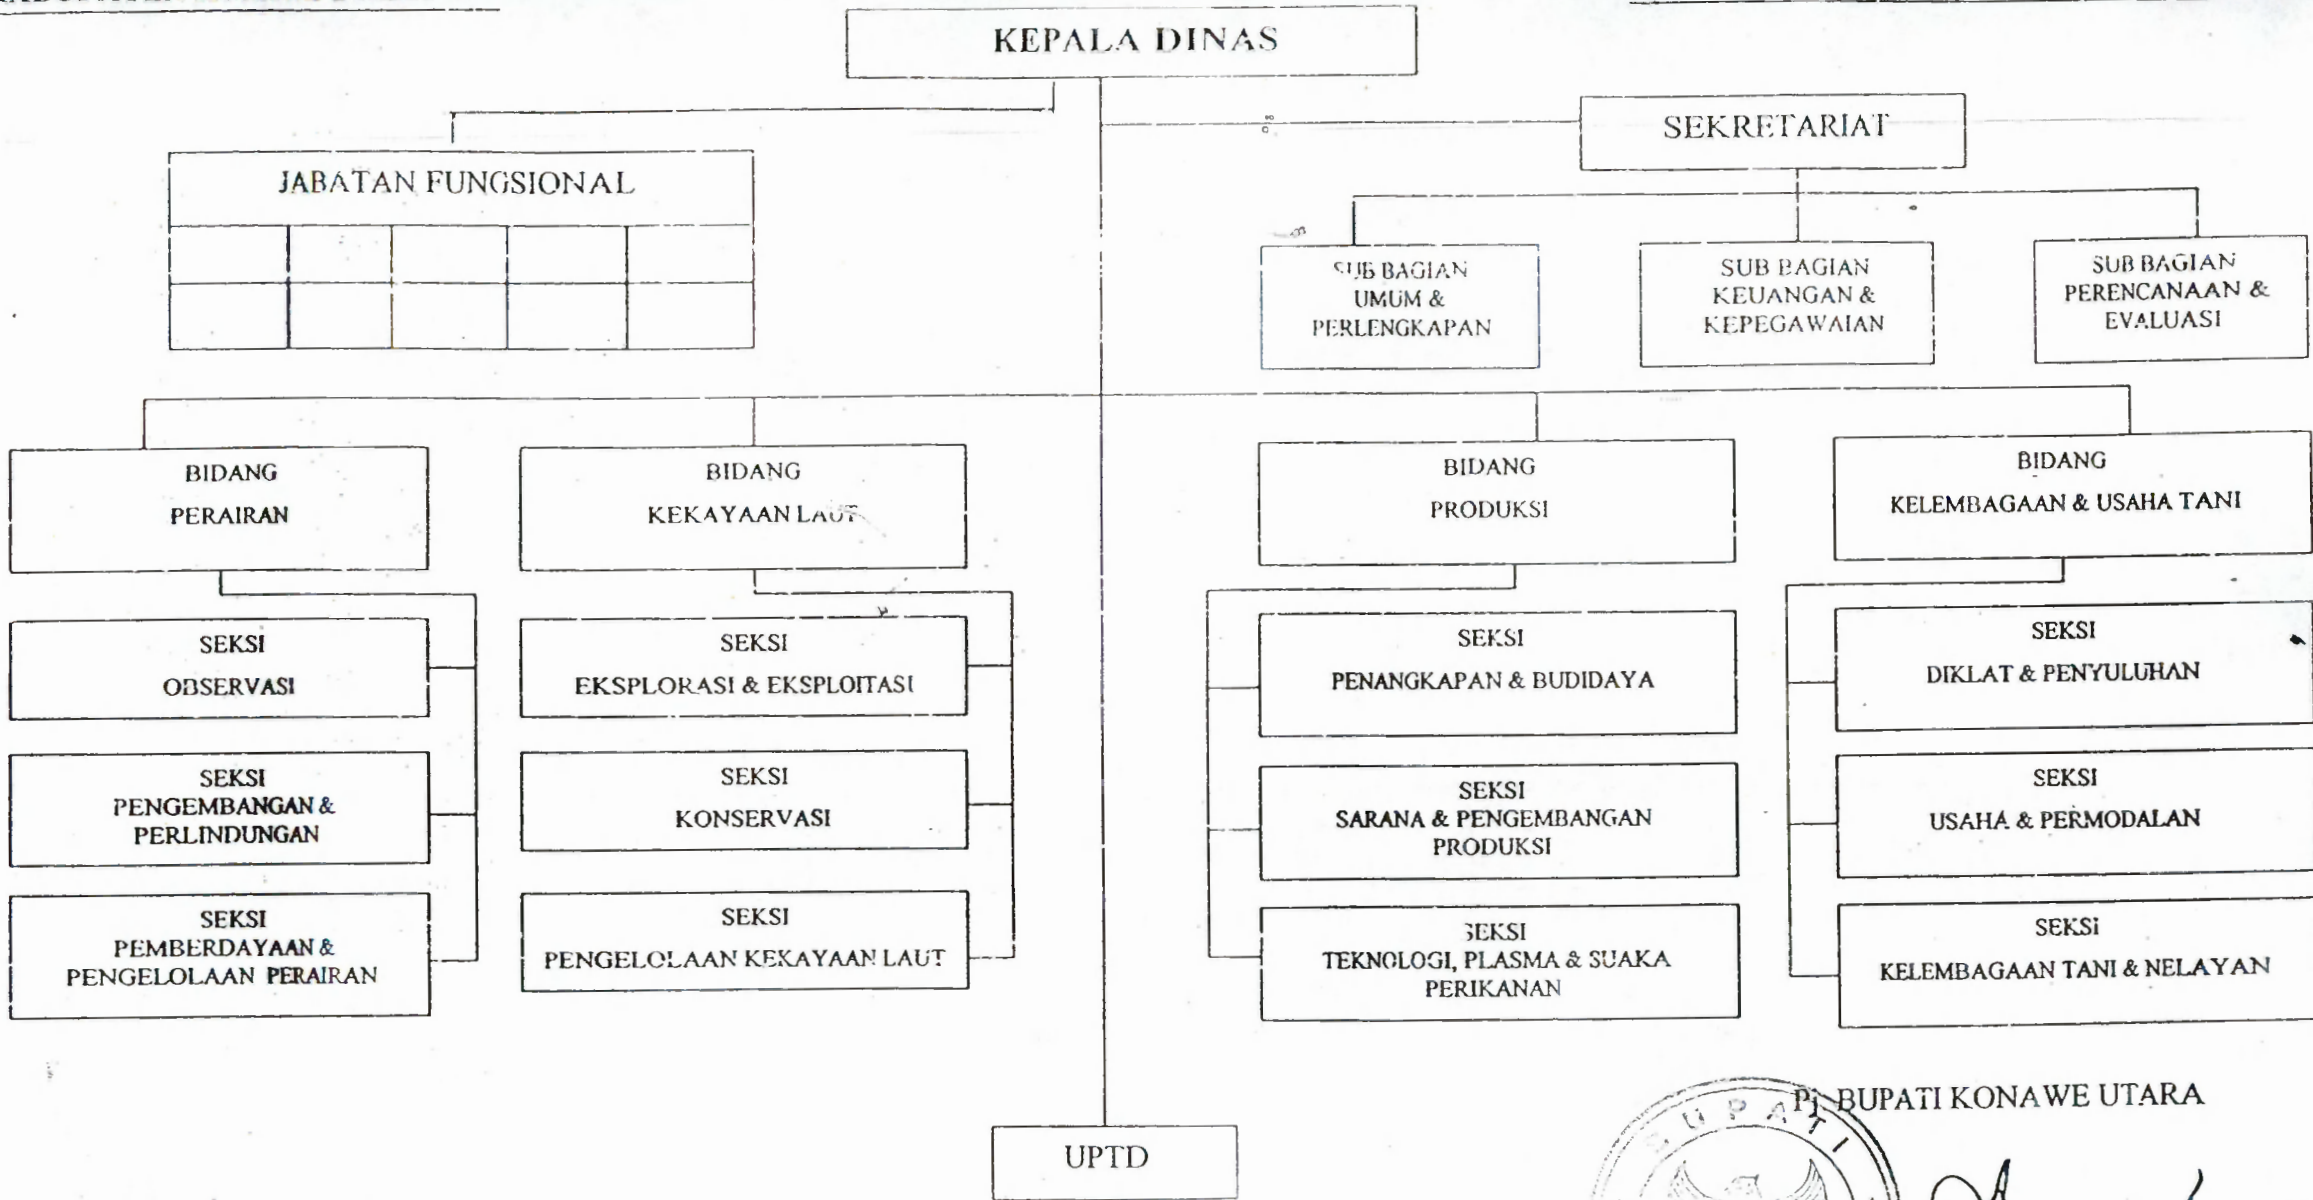 KEPALA DINAS
SEKRETARIAT
JABATAN FUNGSIONAL
SUB BAGIAN
UMUM &
PERLENGKAPAN
SUB BAGIAN
KEUANGAN &
KEPEGAWAIAN
SUB BAGIAN
PERENCANAAN &
EVALUASI
BIDANG
PERAIRAN
BIDANG
KEKAYAAN LAUT
BIDANG
PRODUKSI
BIDANG
KELEMBAGAAN & USAHA TANI
SEKSI
OBSERVASI
SEKSI
EKSPLORASI & EKSPLOITASI
SEKSI
PENANGKAPAN & BUDIDAYA
SEKSI
DIKLAT & PENYULUHAN
SEKSI
PENGEMBANGAN &
PERLINDUNGAN
SEKSI
KONSERVASI
SEKSI
SARANA & PENGEMBANGAN
PRODUKSI
SEKSI
USAHA & PERMODALAN
SEKSI
PEMBERDAYAAN &
PENGELOLAAN PERAIRAN
SEKSI
PENGELOLAAN KEKAYAAN LAUT
SEKSI
TEKNOLOGI, PLASMA & SUAKA
PERIKANAN
SEKSI
KELEMBAGAAN TANI & NELAYAN
Pj. BUPATI KONAWE UTARA
BUPATI
UPTD